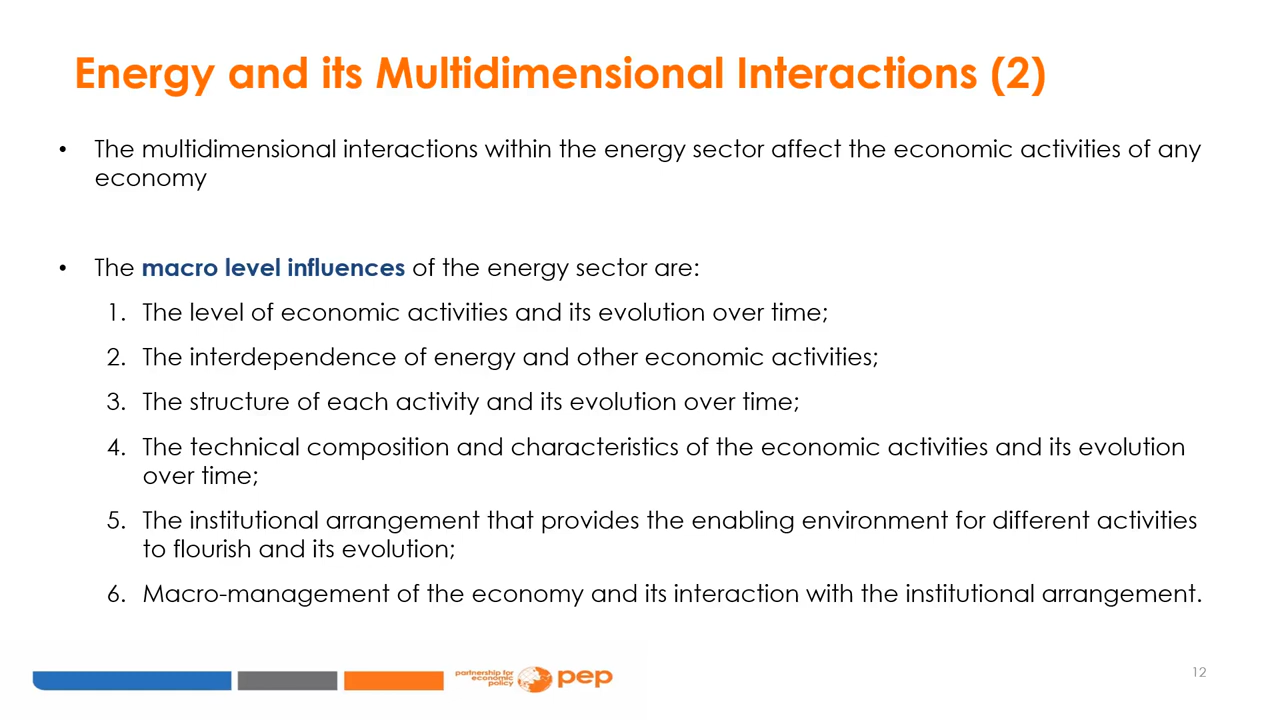 Energy and its Multidimensional Interactions (2)
• The multidimensional interactions within the energy sector affect the economic activities of any
economy
• The macro level influences of the energy sector are:
1. The level of economic activities and its evolution over time;
2. The interdependence of energy and other economic activities;
3. The structure of each activity and its evolution over time;
4. The technical composition and characteristics of the economic activities and its evolution
over time;
5. The institutional arrangement that provides the enabling environment for different activities
to flourish and its evolution;
6. Macro-management of the economy and its interaction with the institutional arrangement.
partnership for
economic
policy
pep
12